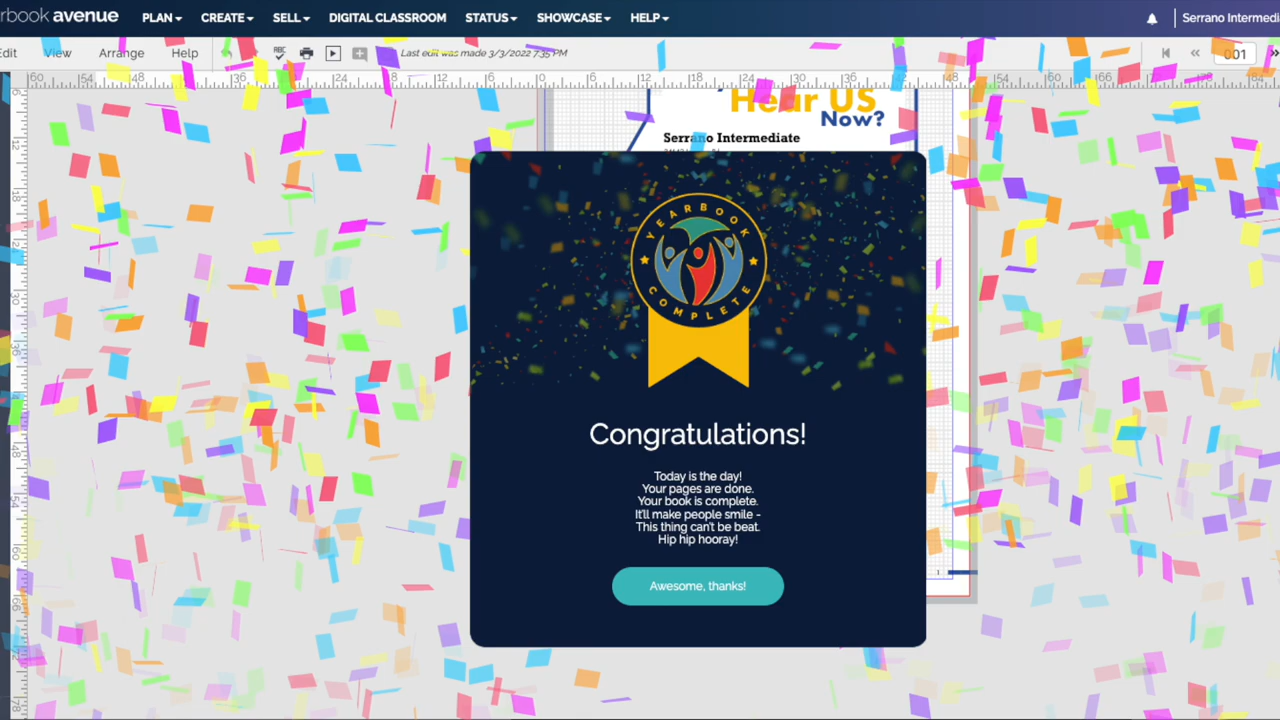 rbook avenue PLAN CREATE SELL DIGITAL CLASSROOM STATUS SHOWCASE HELP Serrano Intermedi
Edit View Arrange Help ABC Last edit was made 3/3/2022 7:35 PM 001
Hear US
Now?
Serrano Intermediate
YEARBOOK
COMPLETE
Congratulations!
Today is the day!
Your pages are done.
Your book is complete.
It'll make people smile -
This thing can't be beat.
Hip hip hooray!
Awesome, thanks!